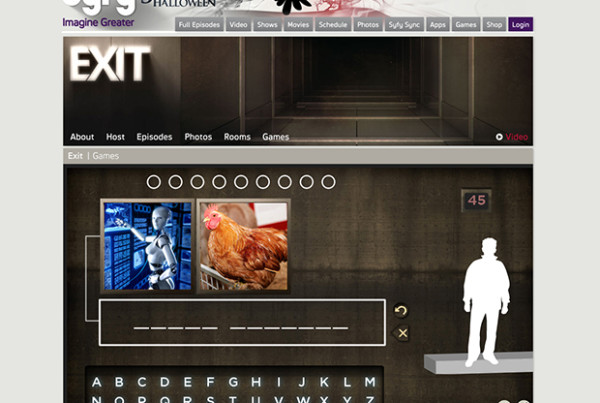 syfy
HALLOWEEN
Imagine Greater
Full Episodes Video Shows Movies Schedule Photos Syfy Sync Apps Games Shop Login
EXIT
About Host Episodes Photos Rooms Games Video
Exit | Games
45
A B C D E F G H I J K L M
N O P Q R S T U V W X Y Z